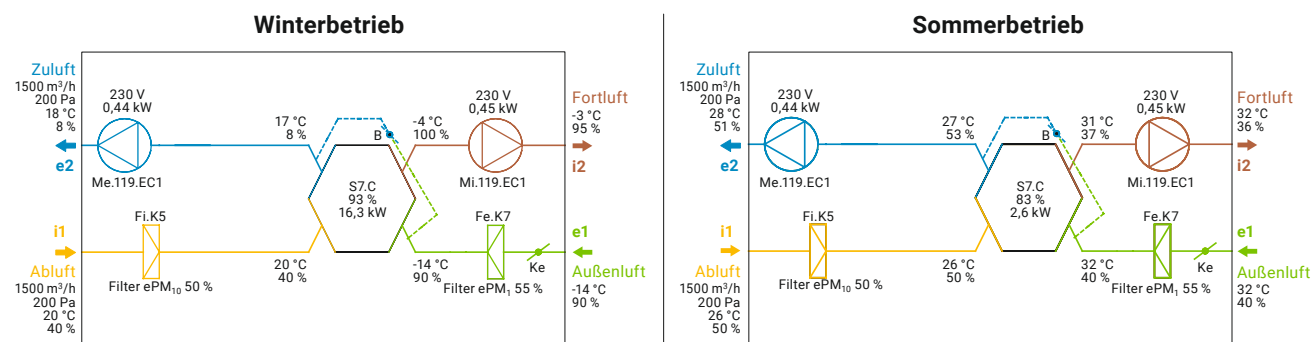 Winterbetrieb
Zuluft
1500 m³/h
200 Pa
18 °C
8 %
e2
230 V
0,44 kW
Me.119.EC1
17 °C
8 %
B
-4 °C
100 %
230 V
0,45 kW
Mi.119.EC1
Fortluft
-3 °C
95 %
i2
S7.C
93 %
16,3 kW
i1
Abluft
1500 m³/h
200 Pa
20 °C
40 %
Fi.K5
Filter ePM₁₀ 50 %
20 °C
40 %
-14 °C
90 %
Fe.K7
Filter ePM₁ 55 %
Ke
e1
Außenluft
-14 °C
90 %
Sommerbetrieb
Zuluft
1500 m³/h
200 Pa
28 °C
51 %
e2
230 V
0,44 kW
Me.119.EC1
27 °C
53 %
B
31 °C
37 %
230 V
0,45 kW
Mi.119.EC1
Fortluft
32 °C
36 %
i2
S7.C
83 %
2,6 kW
i1
Abluft
1500 m³/h
200 Pa
26 °C
50 %
Fi.K5
Filter ePM₁₀ 50 %
26 °C
50 %
32 °C
40 %
Fe.K7
Filter ePM₁ 55 %
Ke
e1
Außenluft
32 °C
40 %